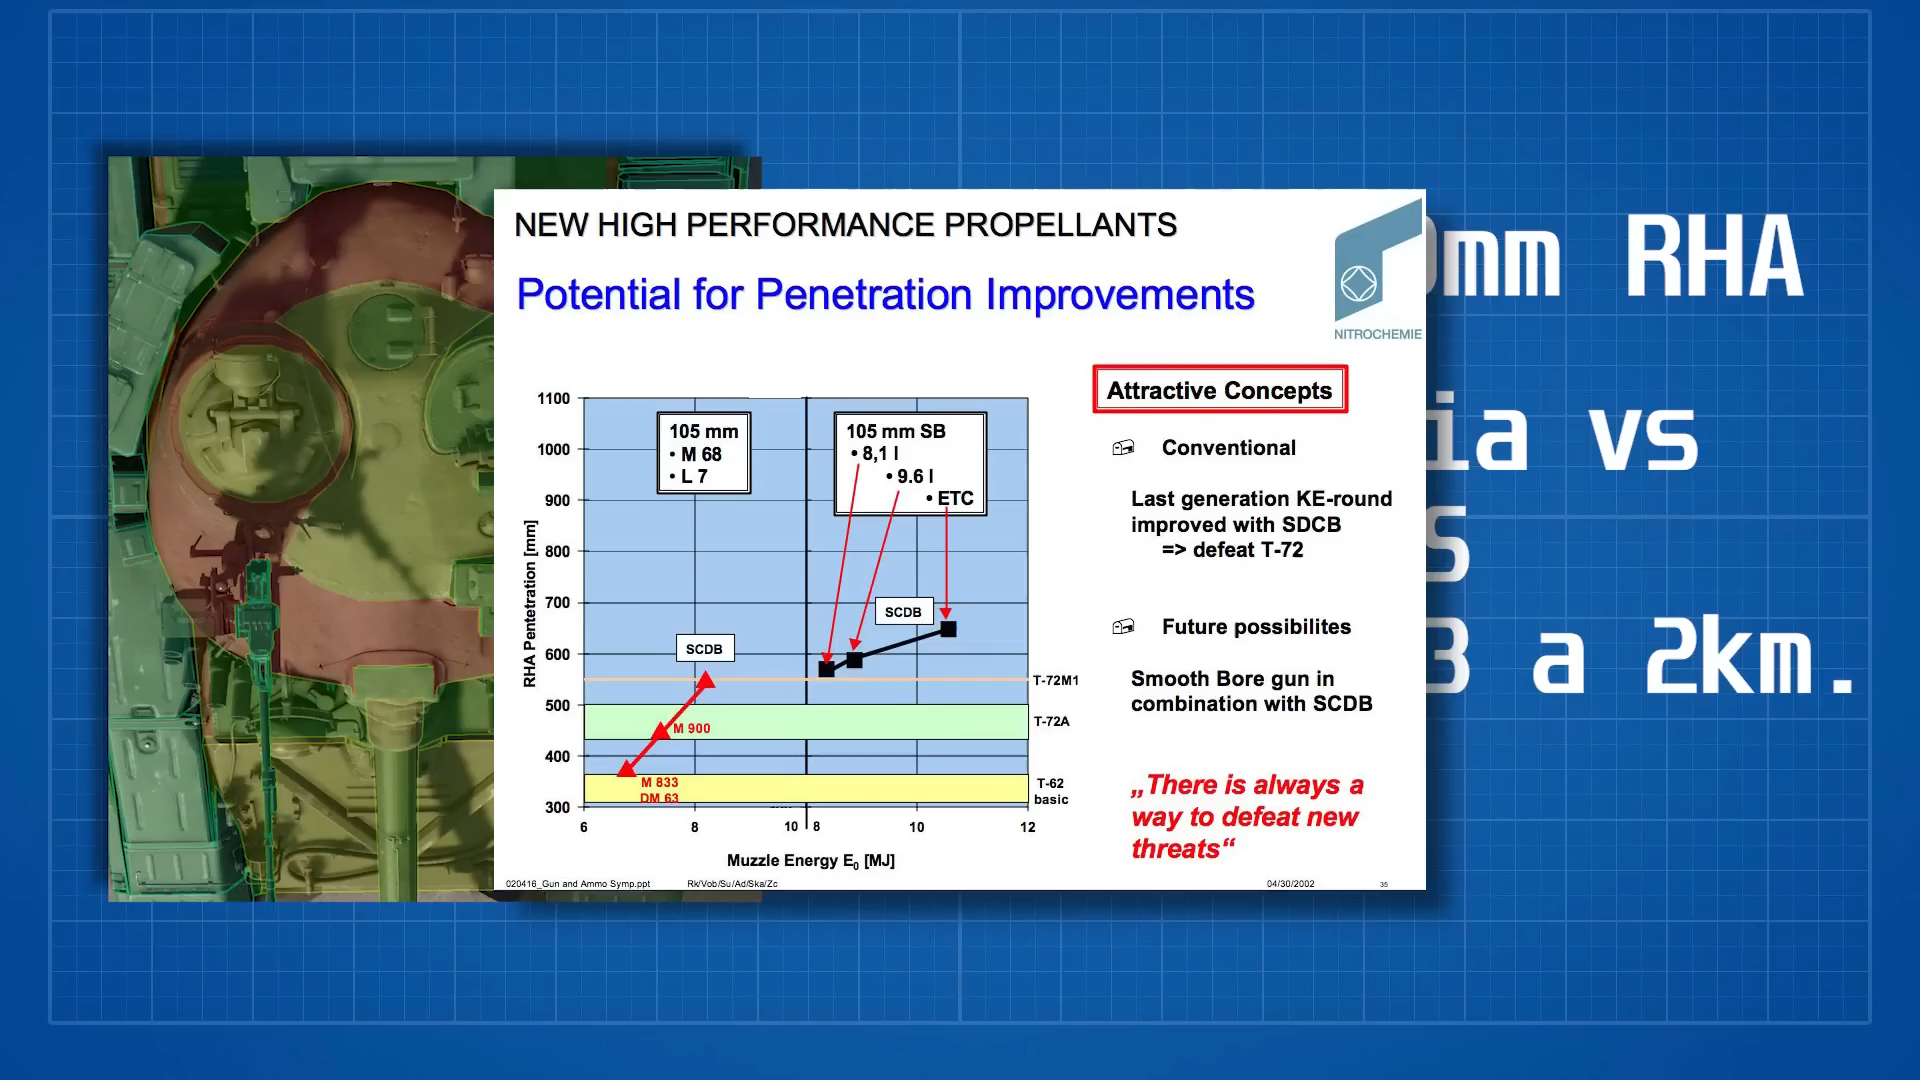 NEW HIGH PERFORMANCE PROPELLANTS
Potential for Penetration Improvements
NITROCHEMIE
mm RHA
ia vs
S
3 a 2km.
Attractive Concepts
Conventional
Last generation KE-round
improved with SDCB
=> defeat T-72
Future possibilites
Smooth Bore gun in
combination with SCDB
„There is always a
way to defeat new
threats“
RHA Pentetration [mm]
1100
1000
900
800
700
600
500
400
300
105 mm
• M 68
• L 7
105 mm SB
• 8,1 l
• 9.6 l
• ETC
SCDB
SCDB
M 900
M 833
DM 63
T-72M1
T-72A
T-62
basic
6 8 10 8 10 12
Muzzle Energy E0 [MJ]
020416_Gun and Ammo Symp.ppt Rk/Vob/Su/Ad/Ska/Zc 04/30/2002 35